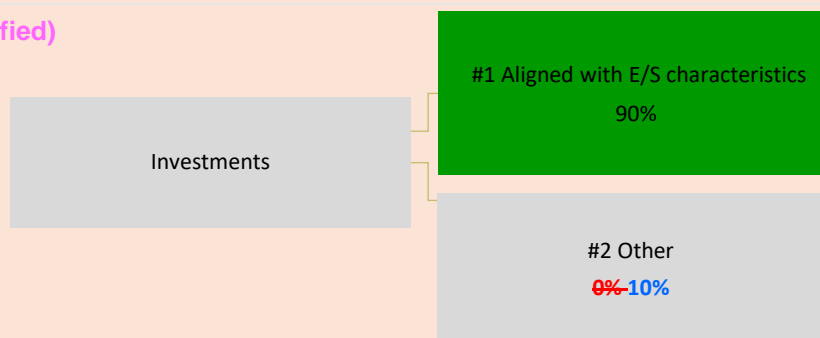 fied)
#1 Aligned with E/S characteristics
90%
Investments
#2 Other
0% 10%